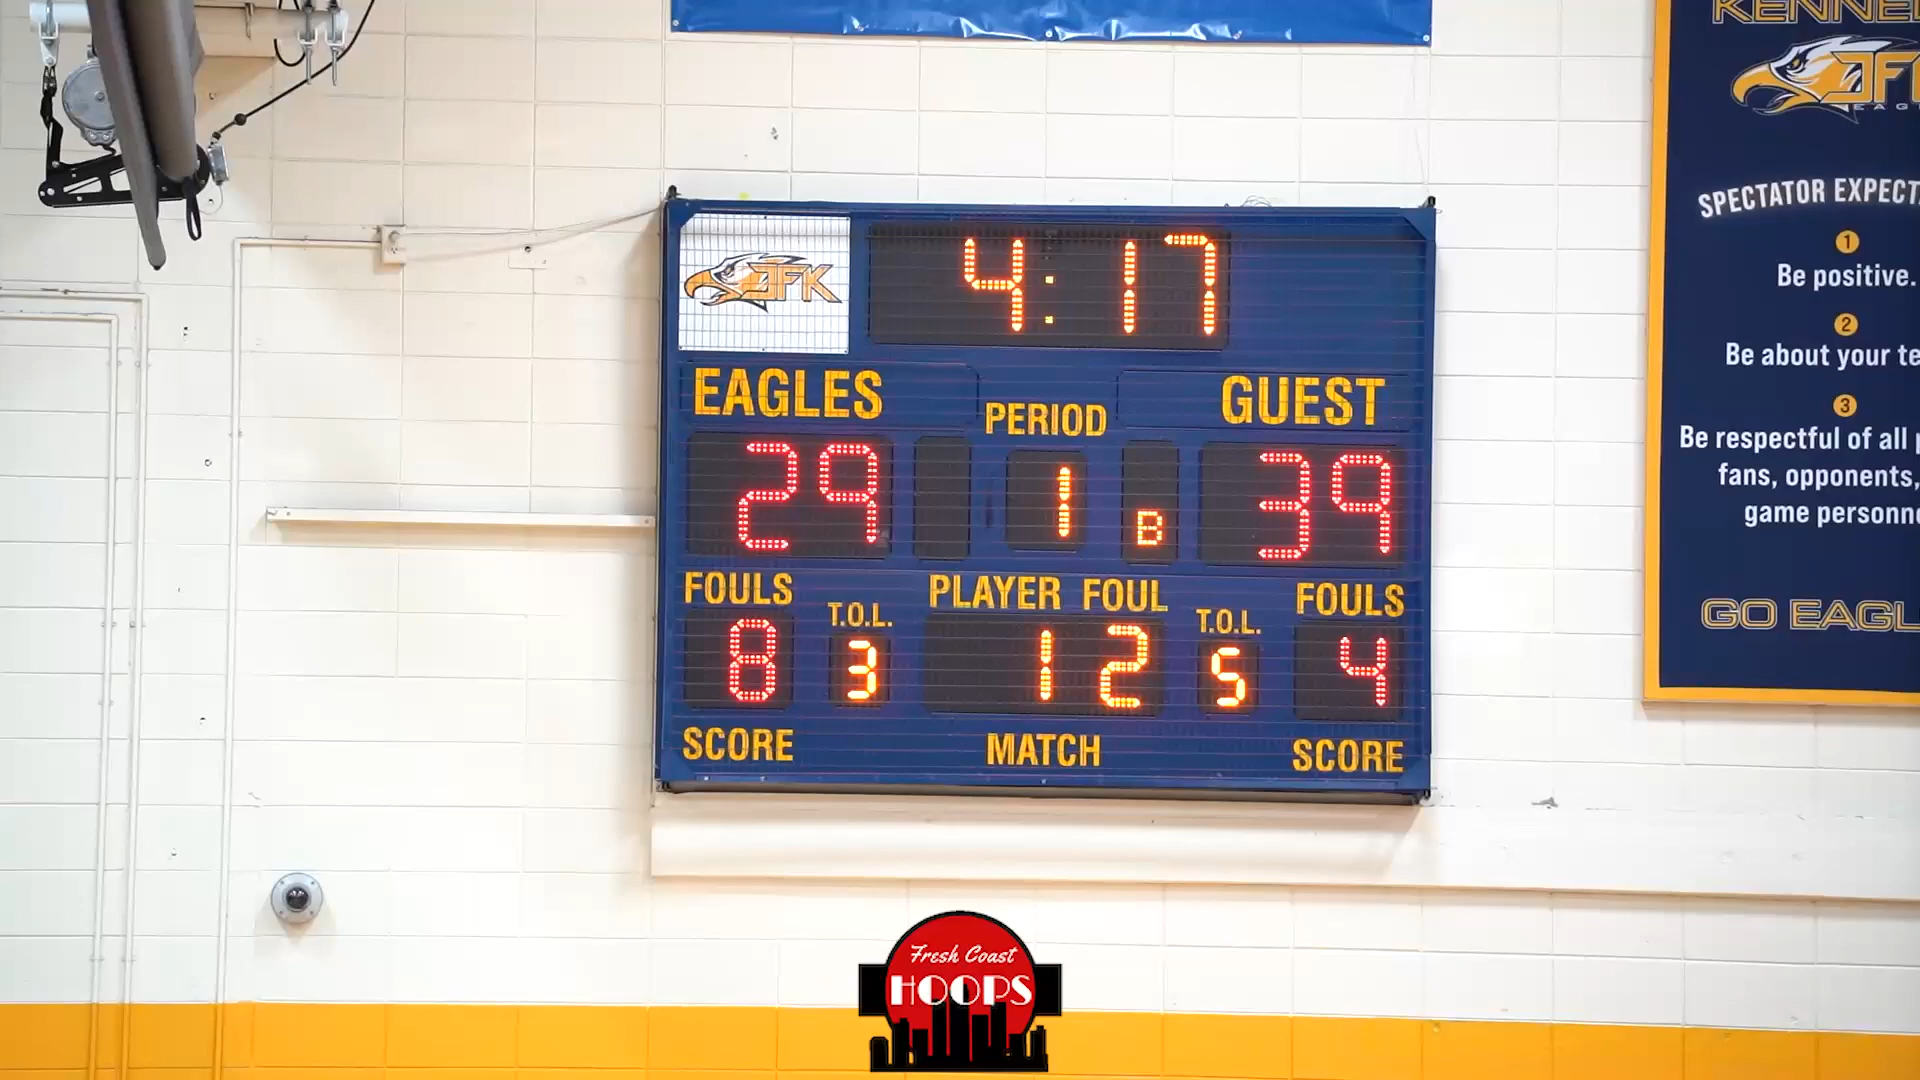 KENNE
JFK
EAG
SPECTATOR EXPECT
1
Be positive.
2
Be about your te
3
Be respectful of all
fans, opponents,
game personne
GO EAGL
JFK
4:17
EAGLES
PERIOD
GUEST
29
1
B
39
FOULS
T.O.L.
PLAYER FOUL
T.O.L.
FOULS
8
3
12
5
4
SCORE
MATCH
SCORE
Fresh Coast
HOOPS